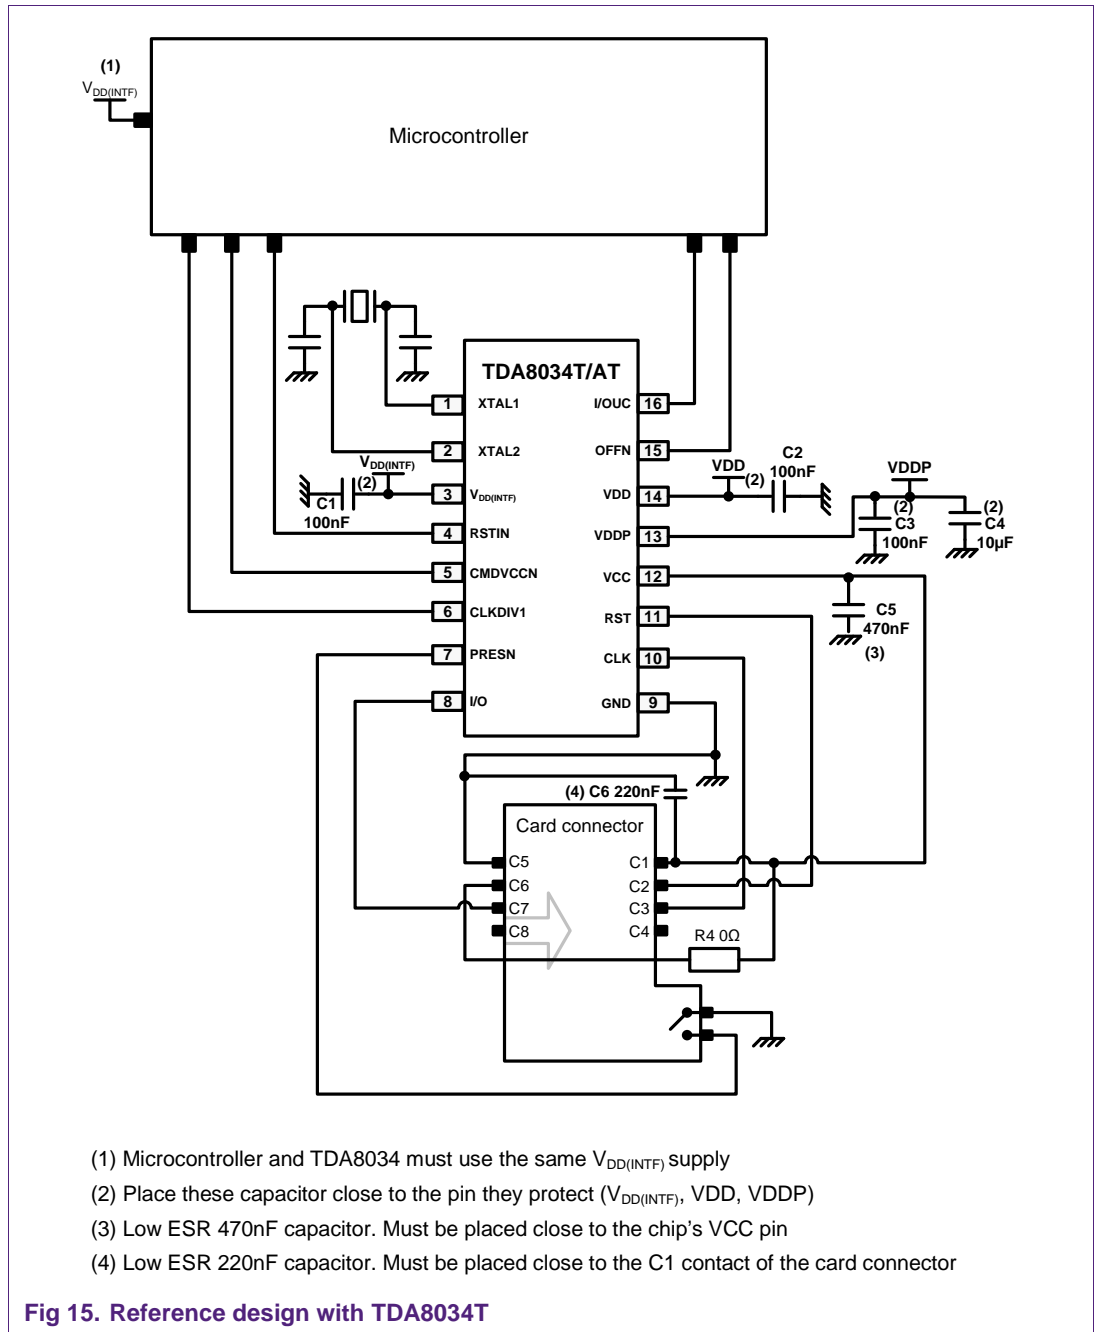 (1)
VDD(INTF)
Microcontroller
TDA8034T/AT
1 XTAL1
I/OUC 16
2 XTAL2
OFFN 15
VDD(INTF)
(2)
C1
100nF
3 VDD(INTF)
VDD
(2)
C2
100nF
VDD 14
VDDP
(2)
C3
100nF
(2)
C4
10µF
4 RSTIN
VDDP 13
5 CMDVCCN
VCC 12
6 CLKDIV1
RST 11
C5
470nF
(3)
7 PRESN
CLK 10
8 I/O
GND 9
(4) C6 220nF
Card connector
C5
C1
C6
C2
C7
C3
C8
C4
R4 0Ω
(1) Microcontroller and TDA8034 must use the same VDD(INTF) supply
(2) Place these capacitor close to the pin they protect (VDD(INTF), VDD, VDDP)
(3) Low ESR 470nF capacitor. Must be placed close to the chip's VCC pin
(4) Low ESR 220nF capacitor. Must be placed close to the C1 contact of the card connector
Fig 15. Reference design with TDA8034T